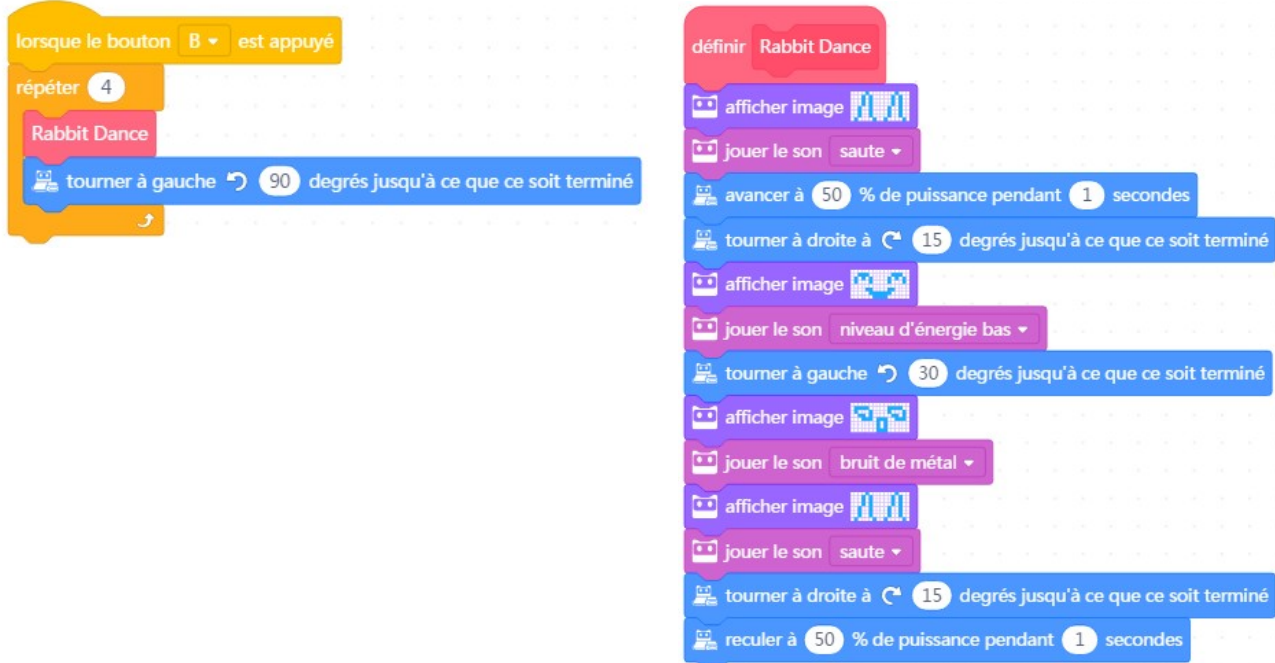 lorsque le bouton B est appuyé
répéter 4
Rabbit Dance
tourner à gauche 90 degrés jusqu'à ce que ce soit terminé
définir Rabbit Dance
afficher image
jouer le son saute
avancer à 50 % de puissance pendant 1 secondes
tourner à droite à 15 degrés jusqu'à ce que ce soit terminé
afficher image
jouer le son niveau d'énergie bas
tourner à gauche 30 degrés jusqu'à ce que ce soit terminé
afficher image
jouer le son bruit de métal
afficher image
jouer le son saute
tourner à droite à 15 degrés jusqu'à ce que ce soit terminé
reculer à 50 % de puissance pendant 1 secondes